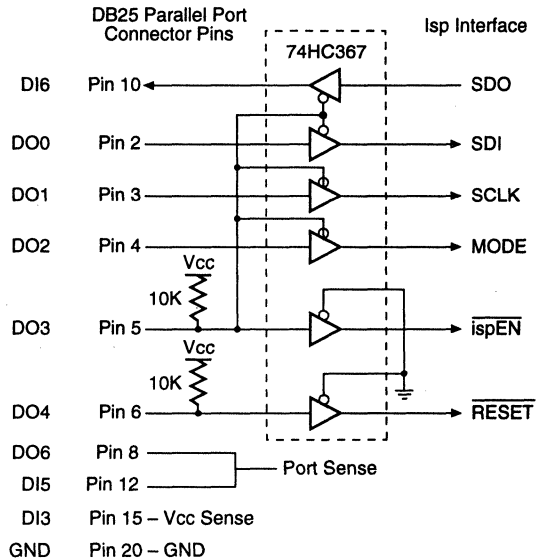 DB25 Parallel Port
Connector Pins
Isp Interface
74HC367
DI6 Pin 10 SDO
DO0 Pin 2 SDI
DO1 Pin 3 SCLK
DO2 Pin 4 MODE
Vcc
10K
DO3 Pin 5 ispEN
Vcc
10K
DO4 Pin 6 RESET
DO6 Pin 8
Port Sense
DI5 Pin 12
DI3 Pin 15 – Vcc Sense
GND Pin 20 – GND